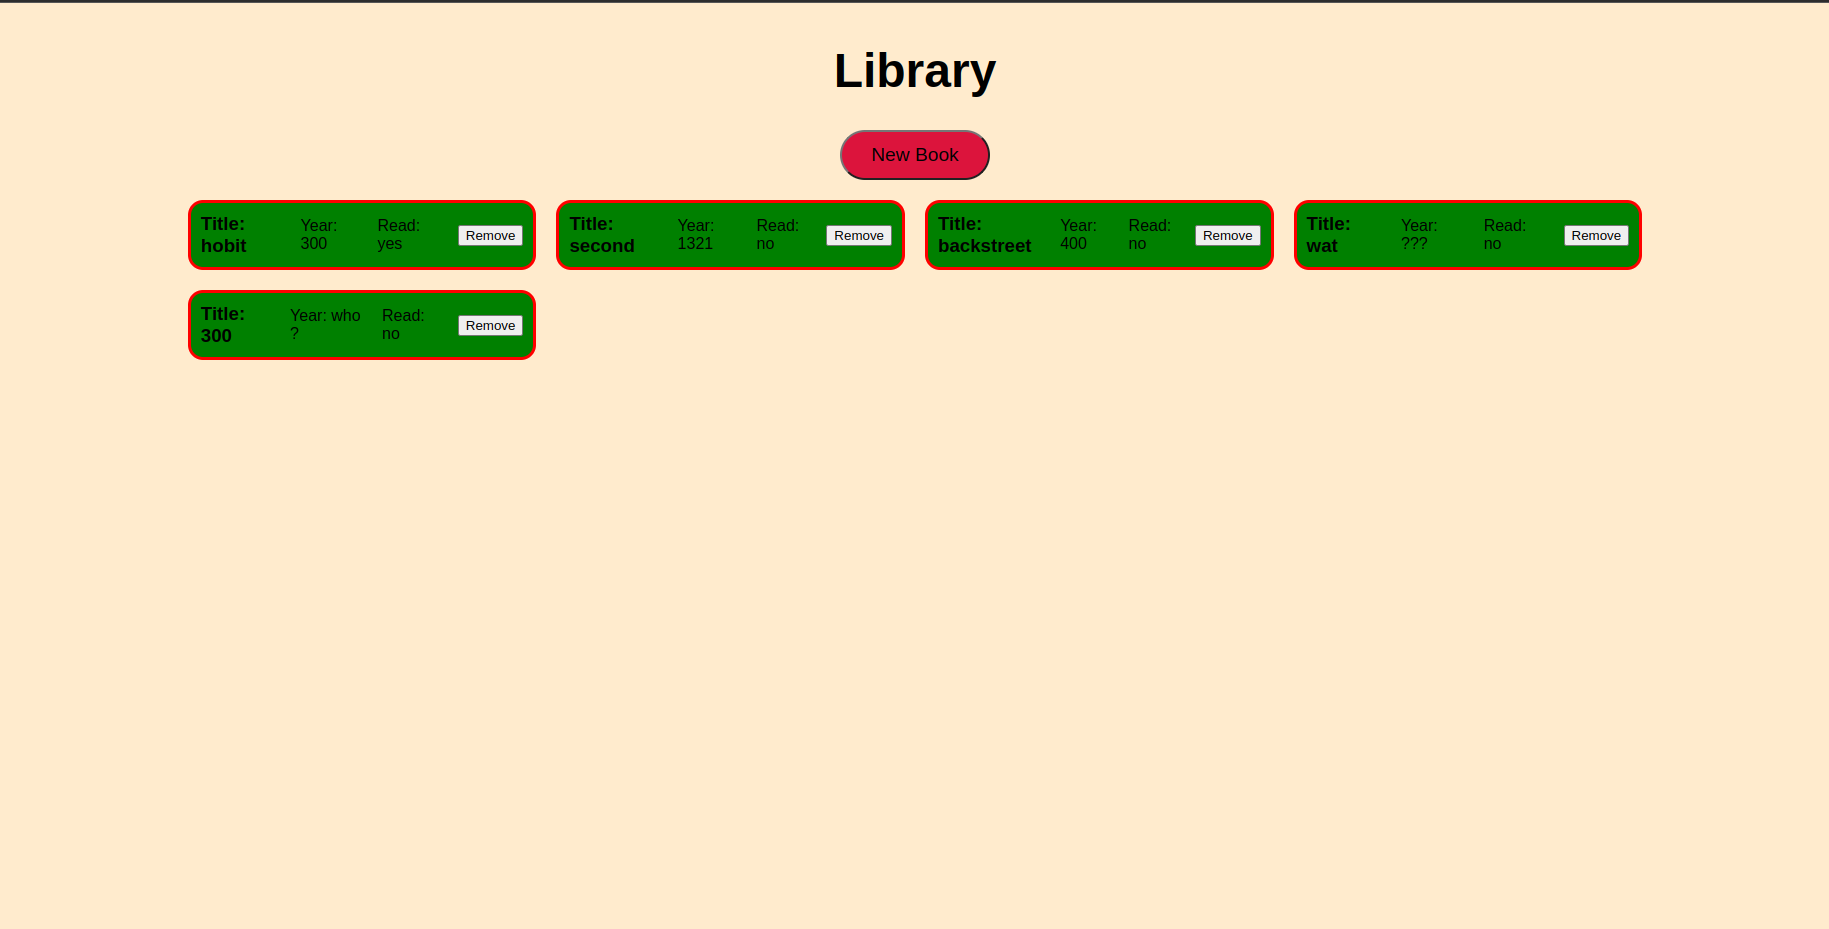 Library
New Book
Title:
hobit
Year:
300
Read:
yes
Remove
Title:
second
Year:
1321
Read:
no
Remove
Title:
backstreet
Year:
400
Read:
no
Remove
Title:
wat
Year:
???
Read:
no
Remove
Title:
300
Year: who
?
Read:
no
Remove